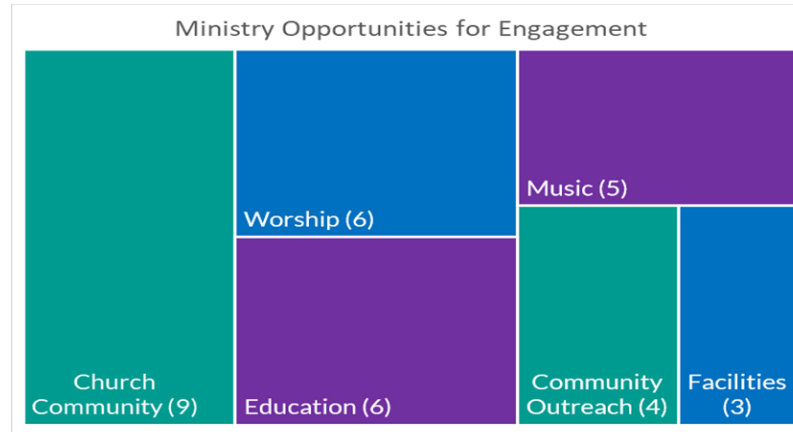 Ministry Opportunities for Engagement
Worship (6)
Music (5)
Church
Community (9)
Education (6)
Community
Outreach (4)
Facilities
(3)